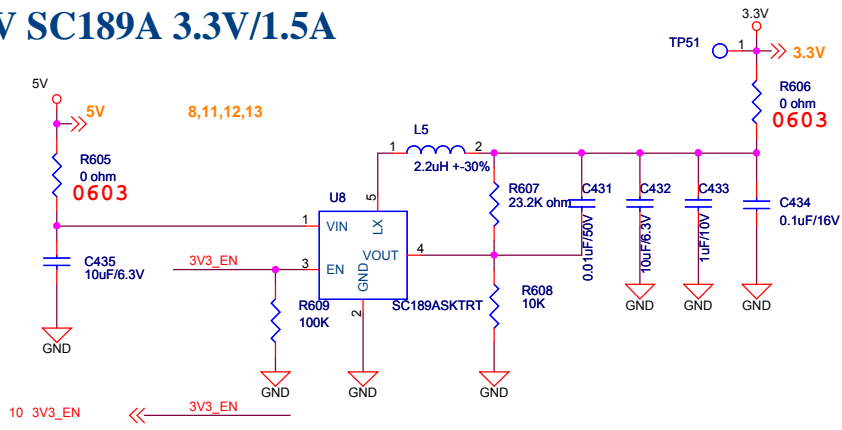 V SC189A 3.3V/1.5A
3.3V
TP51
1
3.3V
5V
5V
8,11,12,13
R606
0 ohm
0603
R605
0 ohm
0603
L5
1
2
2.2uH +-30%
U8
5
R607
23.2K ohm
C431
0.01uF/50V
C432
10uF/6.3V
C433
1uF/10V
C434
0.1uF/16V
1
VIN
LX
C435
10uF/6.3V
3V3_EN
3
EN
VOUT
4
GND
2
SC189ASKTRT
R609
100K
R608
10K
GND
GND
GND
GND
GND
GND
GND
10 3V3_EN
3V3_EN